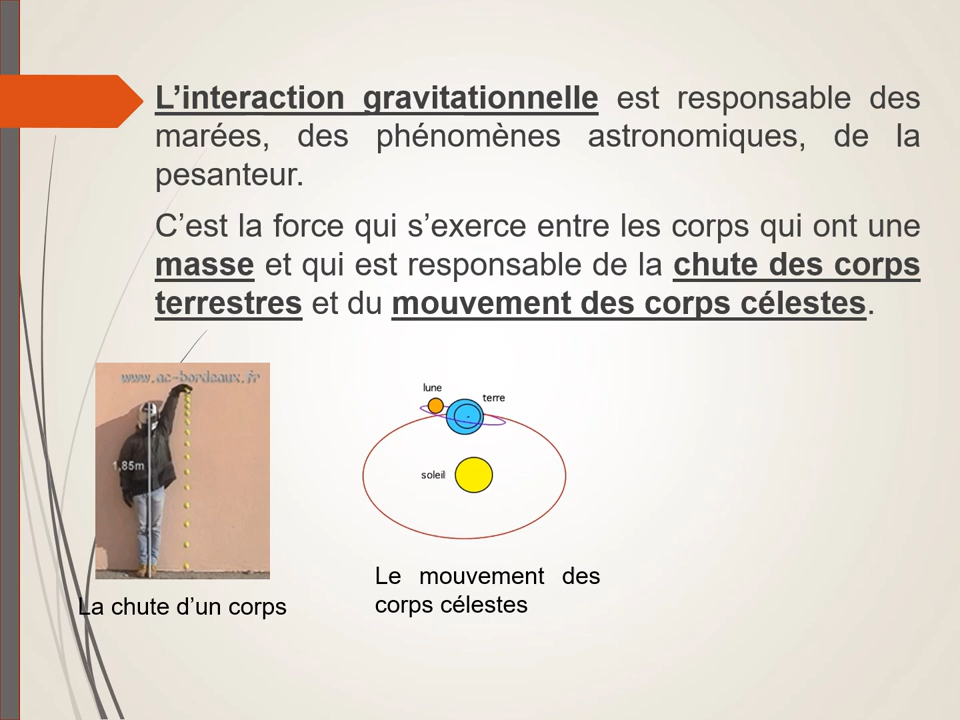 L’interaction gravitationnelle est responsable des
marées, des phénomènes astronomiques, de la
pesanteur.
C’est la force qui s’exerce entre les corps qui ont une
masse et qui est responsable de la chute des corps
terrestres et du mouvement des corps célestes.
www.ac-bordeaux.fr
1,85m
lune
terre
soleil
La chute d’un corps
Le mouvement des
corps célestes